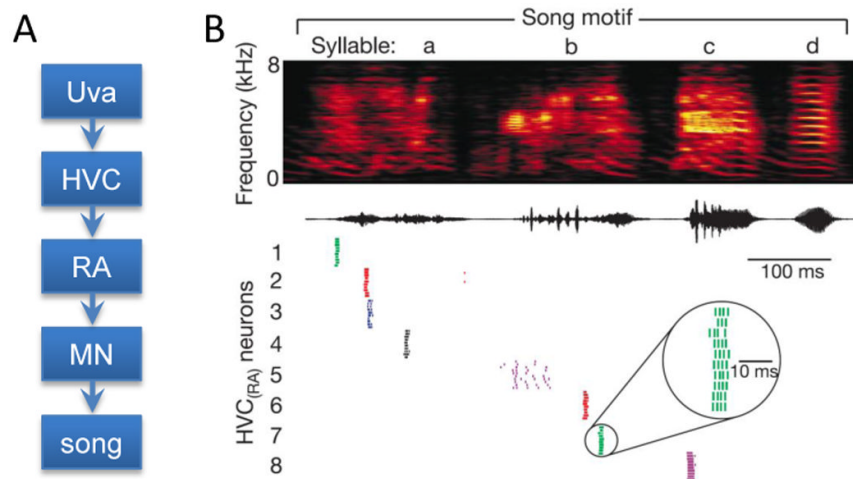 A
Uva
HVC
RA
MN
song
B
Song motif
Syllable: a b c d
Frequency (kHz)
8
0
100 ms
HVC(RA) neurons
1
2
3
4
5
6
7
8
10 ms